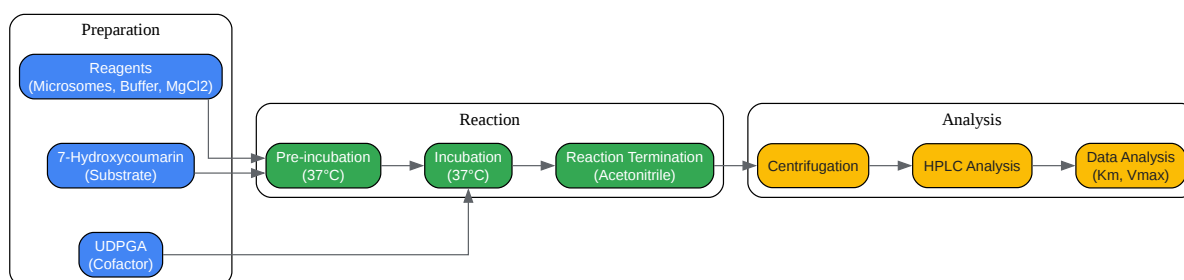 Preparation
Reagents
(Microsomes, Buffer, MgCl2)
7-Hydroxycoumarin
(Substrate)
UDPGA
(Cofactor)
Reaction
Pre-incubation
(37°C)
Incubation
(37°C)
Reaction Termination
(Acetonitrile)
Analysis
Centrifugation
HPLC Analysis
Data Analysis
(Km, Vmax)